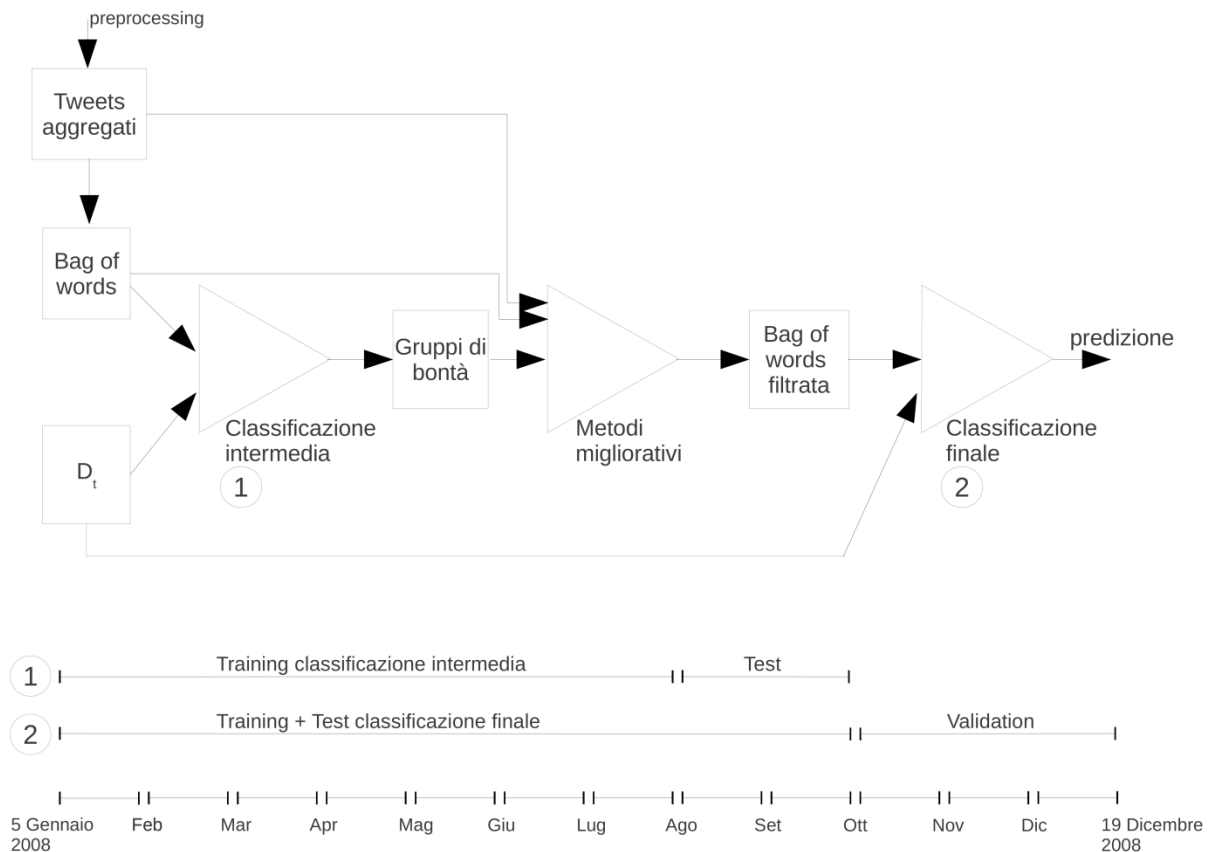 preprocessing
Tweets
aggregati
Bag of
words
Gruppi di
bontà
Bag of
words
filtrata
predizione
Classificazione
intermedia
1
Metodi
migliorativi
Classificazione
finale
2
D t
1
Training classificazione intermedia
Test
2
Training + Test classificazione finale
Validation
5 Gennaio
2008
Feb
Mar
Apr
Mag
Giu
Lug
Ago
Set
Ott
Nov
Dic
19 Dicembre
2008